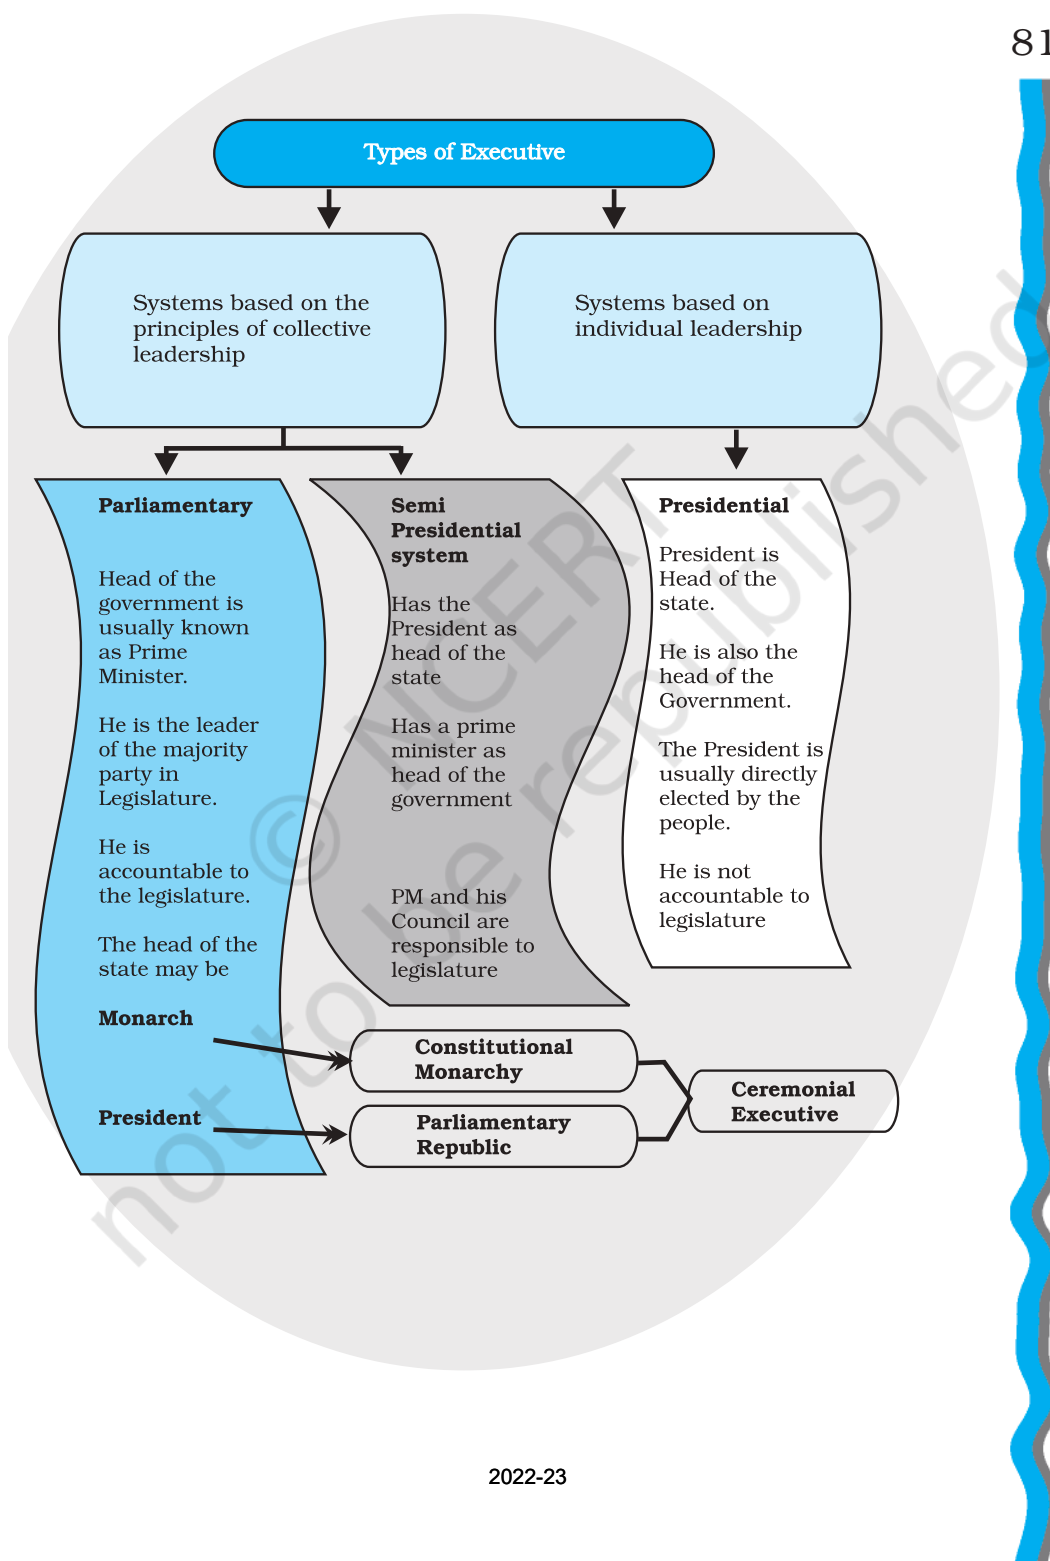 81
Types of Executive
Systems based on the
principles of collective
leadership
Systems based on
individual leadership
Parliamentary
Head of the
government is
usually known
as Prime
Minister.
He is the leader
of the majority
party in
Legislature.
He is
accountable to
the legislature.
The head of the
state may be
Monarch
President
Semi
Presidential
system
Has the
President as
head of the
state
Has a prime
minister as
head of the
government
PM and his
Council are
responsible to
legislature
Presidential
President is
Head of the
state.
He is also the
head of the
Government.
The President is
usually directly
elected by the
people.
He is not
accountable to
legislature
Constitutional
Monarchy
Parliamentary
Republic
Ceremonial
Executive
© NCERT
not to be republished
2022-23